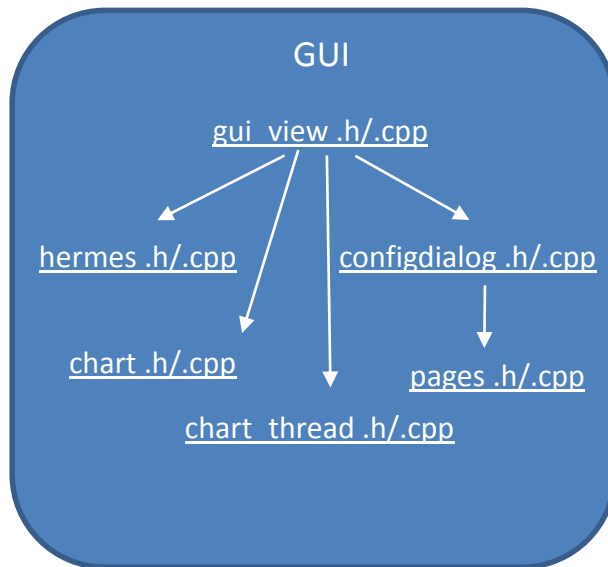 GUI
gui_view .h/.cpp
hermes .h/.cpp
configdialog .h/.cpp
chart .h/.cpp
pages .h/.cpp
chart_thread .h/.cpp